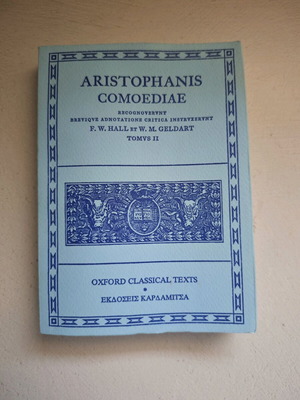 ARISTOPHANIS
COMOEDIAE
RECOGNOVERVNT
BREVIQVE ADNOTATIONE CRITICA INSTRVXERVNT
F. W. HALL ET W. M. GELDART
TOMVS II
OXFORD CLASSICAL TEXTS
ΕΚΔΟΣΕΙΣ ΚΑΡΔΑΜΙΤΣΑ